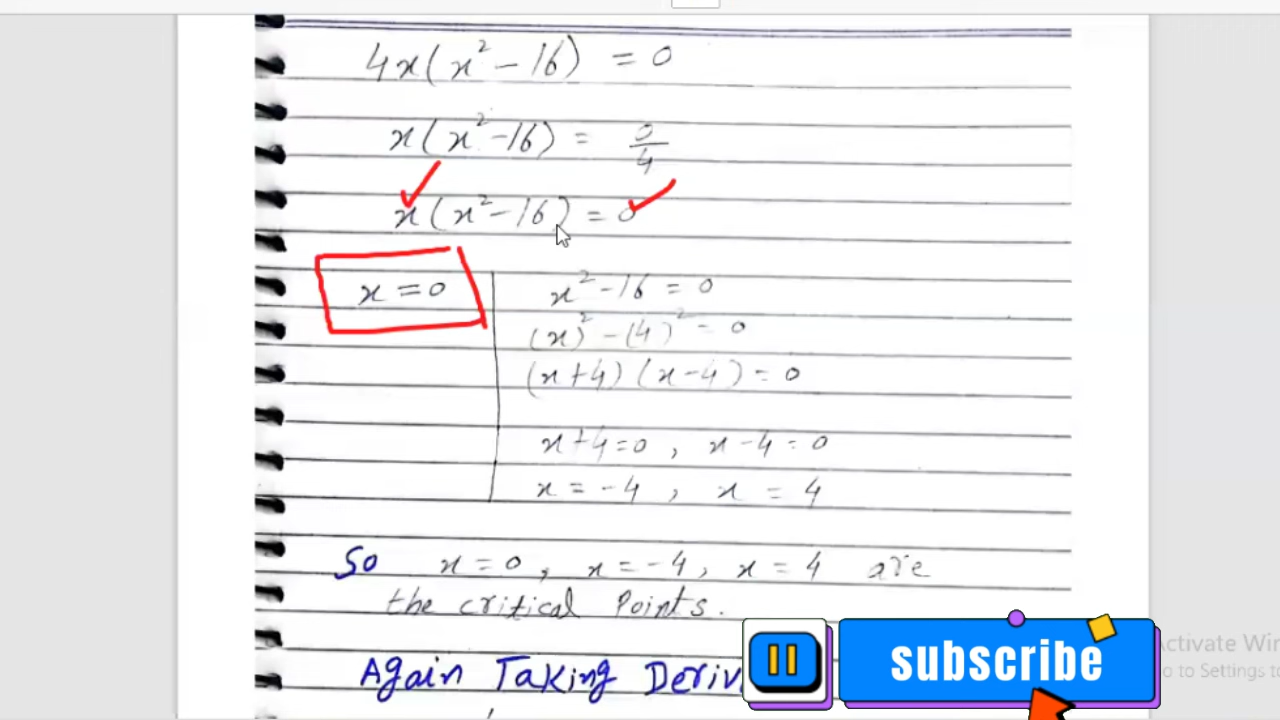 4x(x² - 16) = 0
x(x² - 16) = 0/4
x(x² - 16) = 0
x = 0
x² - 16 = 0
(x)² - (4)² = 0
(x + 4) (x - 4) = 0
x + 4 = 0 , x - 4 = 0
x = -4 , x = 4
So x = 0 , x = -4 , x = 4 are
the critical Points.
Again Taking Deriv
subscribe
Activate Win
o to Settings to